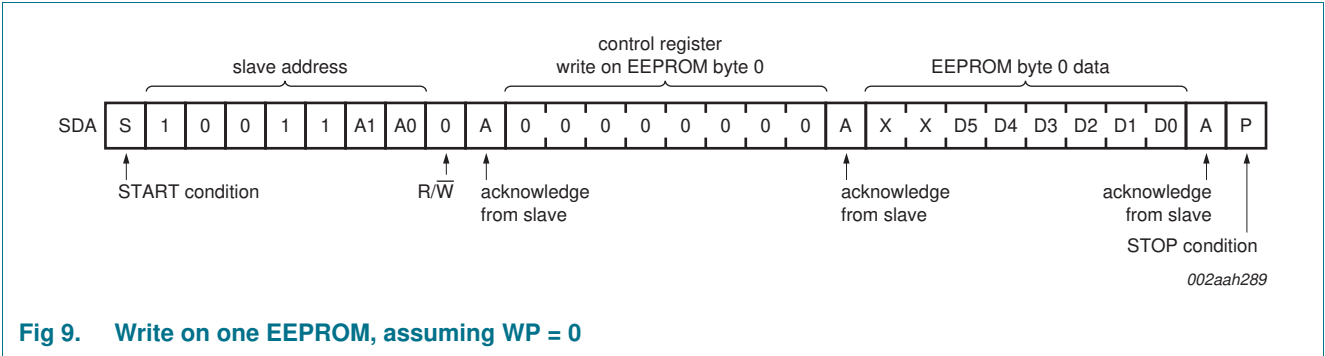 control register
slave address write on EEPROM byte 0 EEPROM byte 0 data
SDA S 1 0 0 1 1 A1 A0 0 A 0 0 0 0 0 0 0 0 A X X D5 D4 D3 D2 D1 D0 A P
START condition R/W̅ acknowledge acknowledge acknowledge
from slave from slave from slave
STOP condition
002aah289
Fig 9. Write on one EEPROM, assuming WP = 0